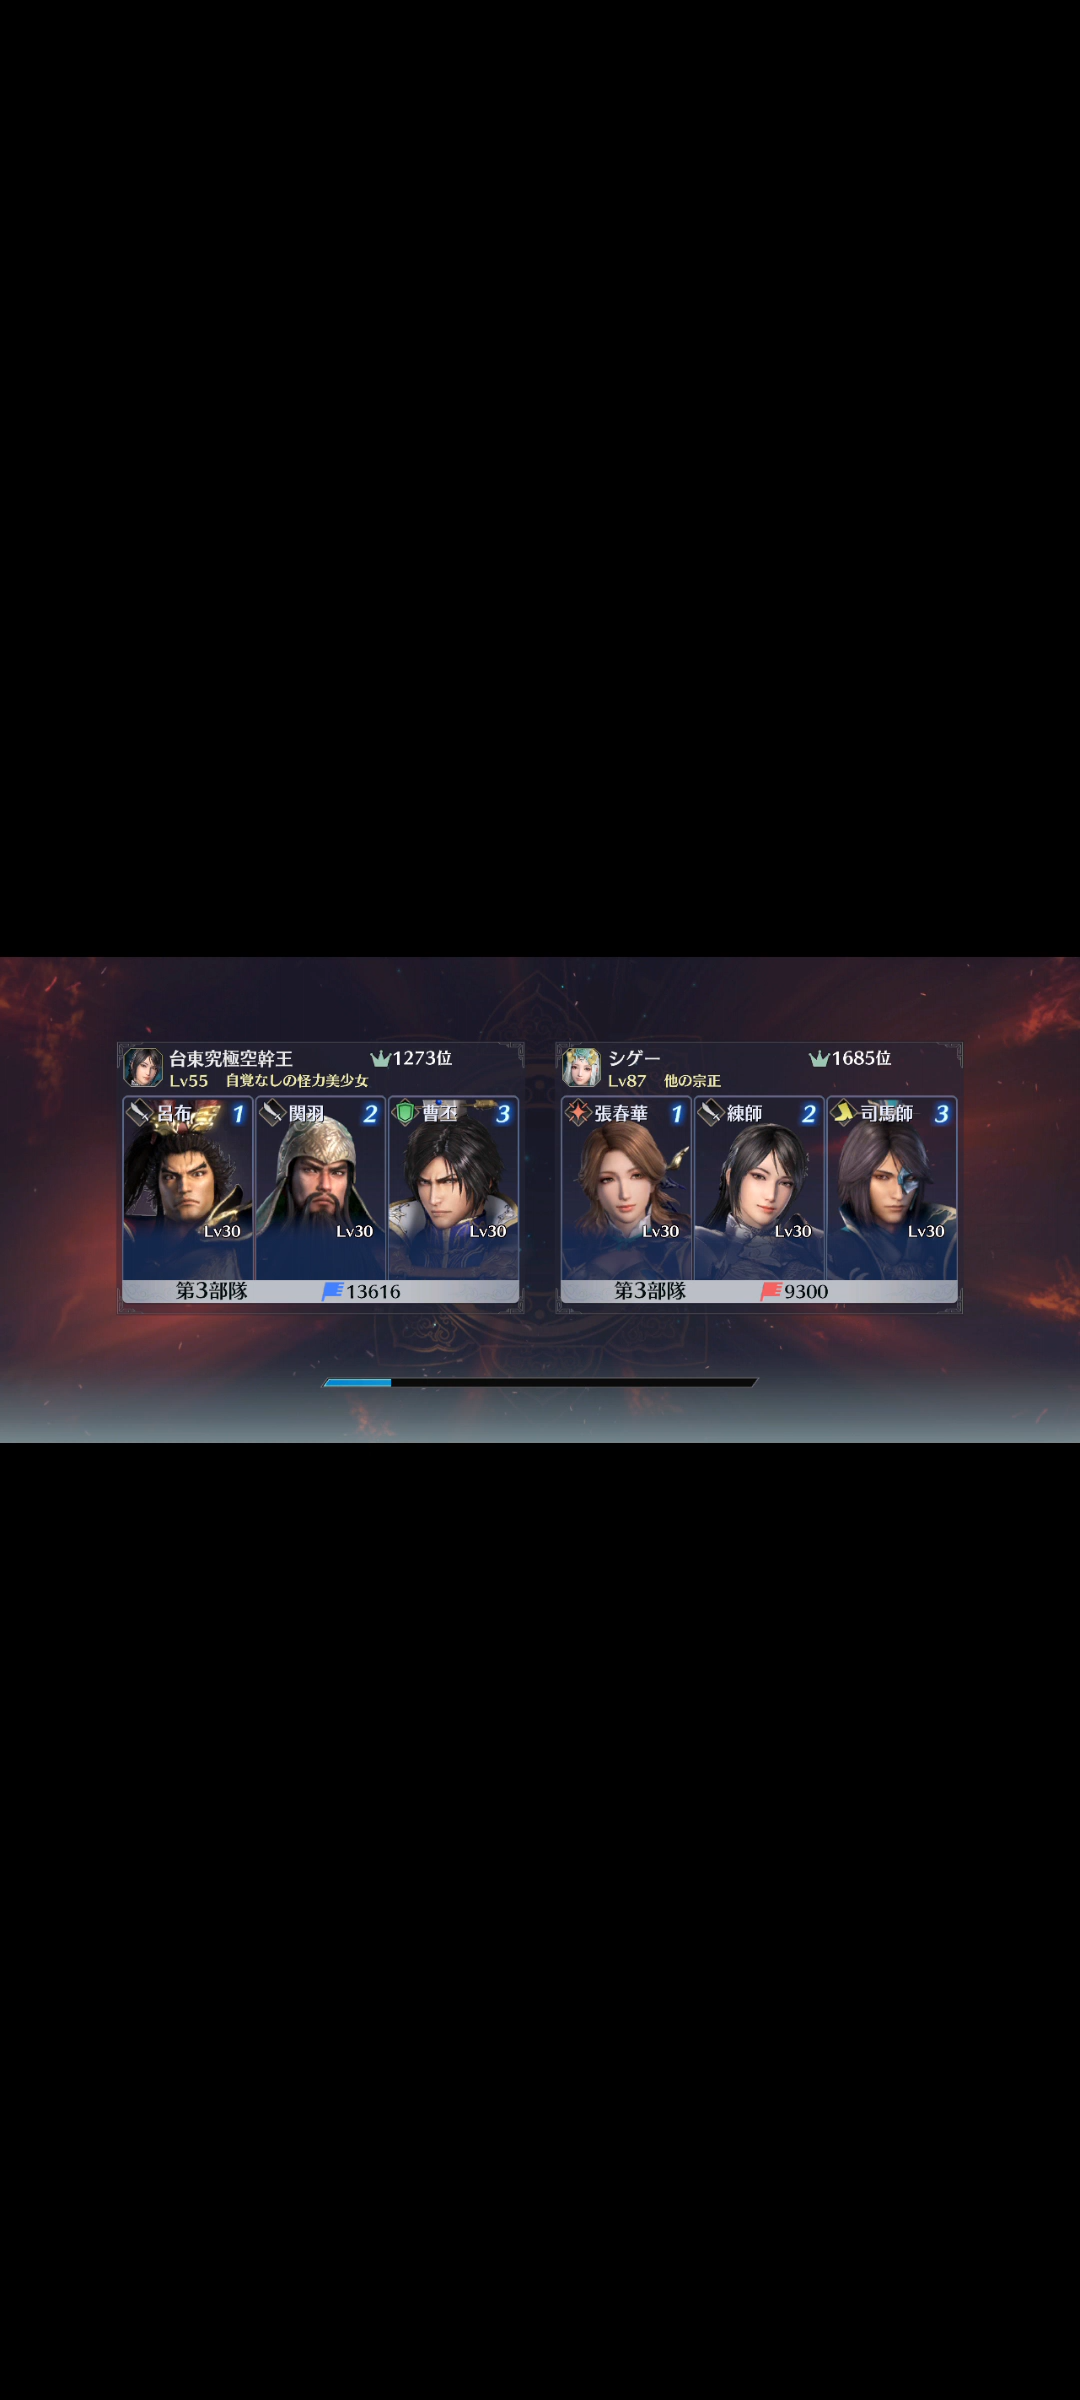 台東究極空幹王 1273位
Lv55 自覚なしの怪力美少女
呂布 1 関羽 2 曹丕 3
Lv30 Lv30 Lv30
第3部隊 13616
シゲー 1685位
Lv87 他の宗正
張春華 1 練師 2 司馬師 3
Lv30 Lv30 Lv30
第3部隊 9300